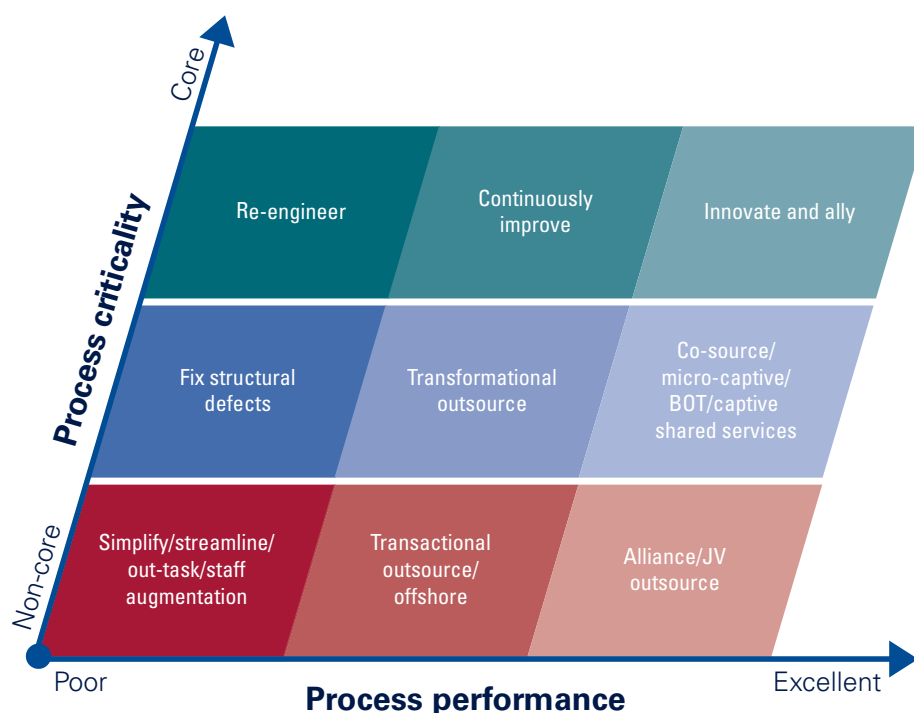 Core
Process criticality
Non-core
Re-engineer
Continuously
improve
Innovate and ally
Fix structural
defects
Transformational
outsource
Co-source/
micro-captive/
BOT/captive
shared services
Simplify/streamline/
out-task/staff
augmentation
Transactional
outsource/
offshore
Alliance/JV
outsource
Poor
Process performance
Excellent